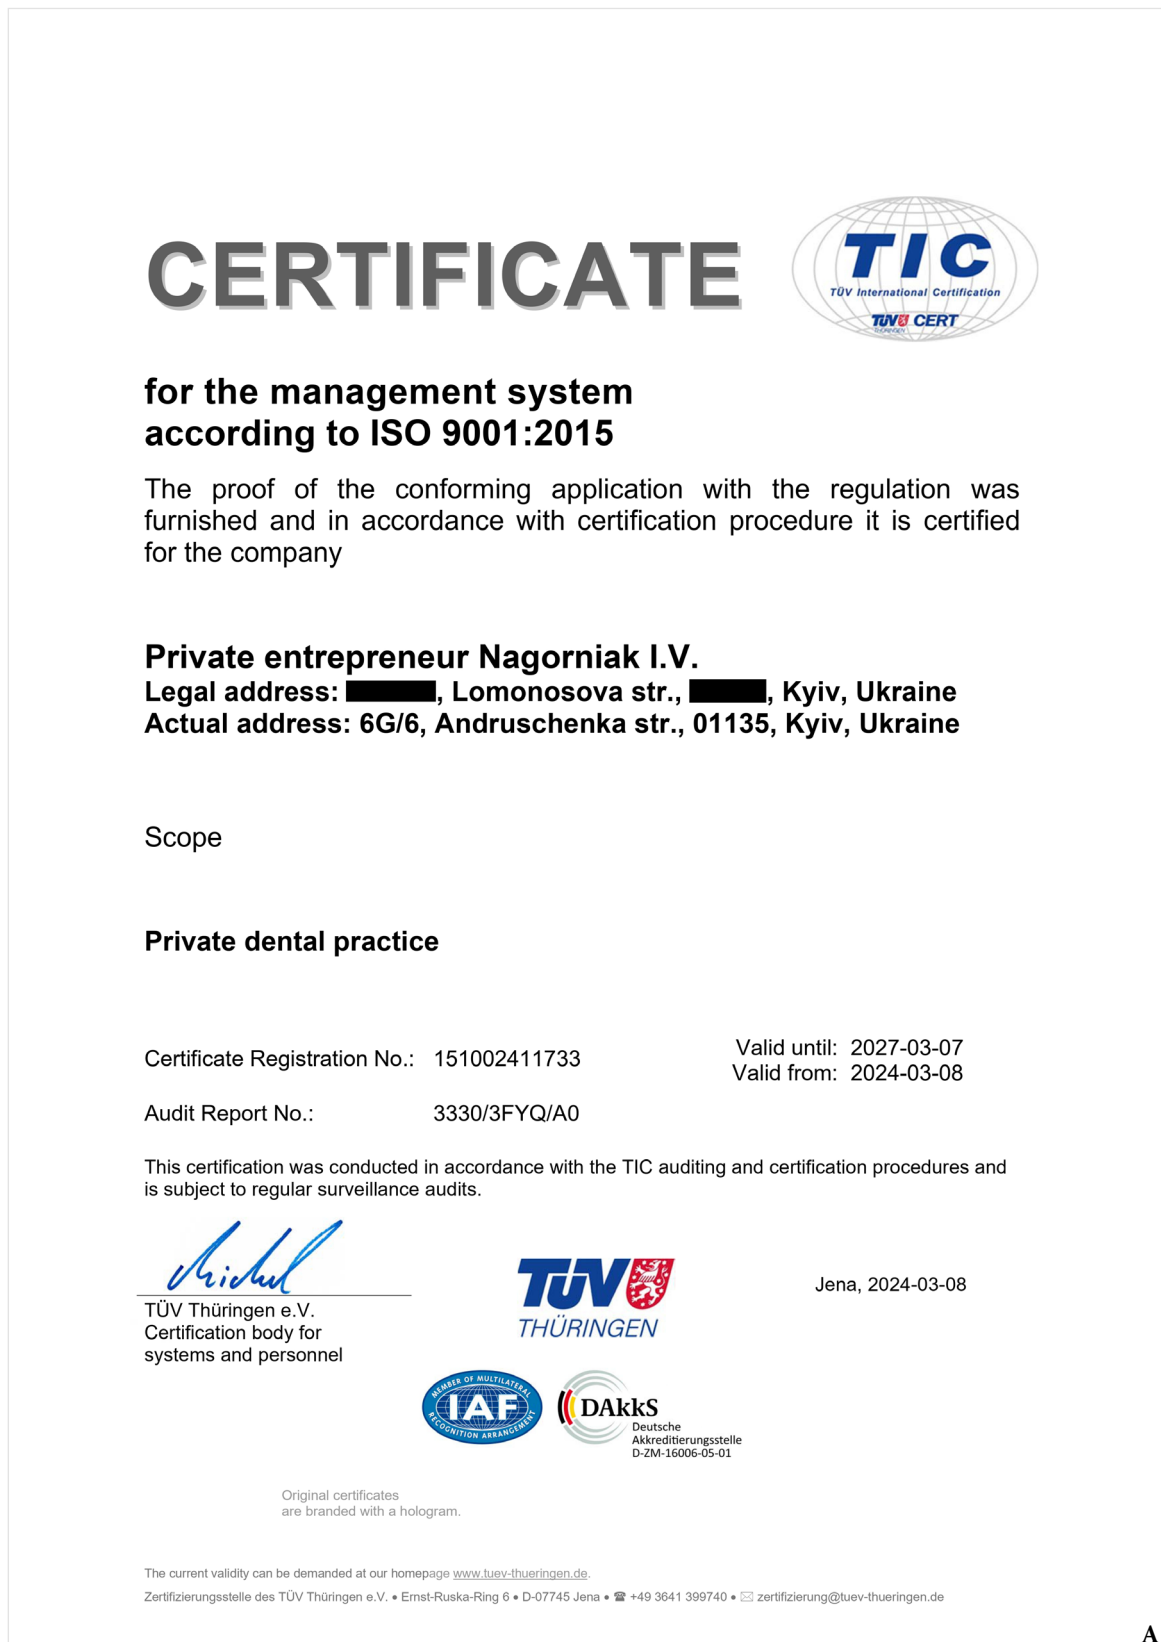 CERTIFICATE
TIC
TÜV International Certification
TÜV CERT
THÜRINGEN
for the management system
according to ISO 9001:2015
The proof of the conforming application with the regulation was
furnished and in accordance with certification procedure it is certified
for the company
Private entrepreneur Nagorniak I.V.
Legal address: , Lomonosova str., , Kyiv, Ukraine
Actual address: 6G/6, Andruschenka str., 01135, Kyiv, Ukraine
Scope
Private dental practice
Certificate Registration No.: 151002411733
Valid until: 2027-03-07
Valid from: 2024-03-08
Audit Report No.: 3330/3FYQ/A0
This certification was conducted in accordance with the TIC auditing and certification procedures and
is subject to regular surveillance audits.
Michel
TÜV Thüringen e.V.
Certification body for
systems and personnel
TÜV
THÜRINGEN
Jena, 2024-03-08
MEMBER OF MULTILATERAL
IAF
RECOGNITION ARRANGEMENT
DAkkS
Deutsche
Akkreditierungsstelle
D-ZM-16006-05-01
Original certificates
are branded with a hologram.
The current validity can be demanded at our homepage www.tuev-thueringen.de.
Zertifizierungsstelle des TÜV Thüringen e.V. • Ernst-Ruska-Ring 6 • D-07745 Jena • ☎ +49 3641 399740 • ✉ zertifizierung@tuev-thueringen.de
A